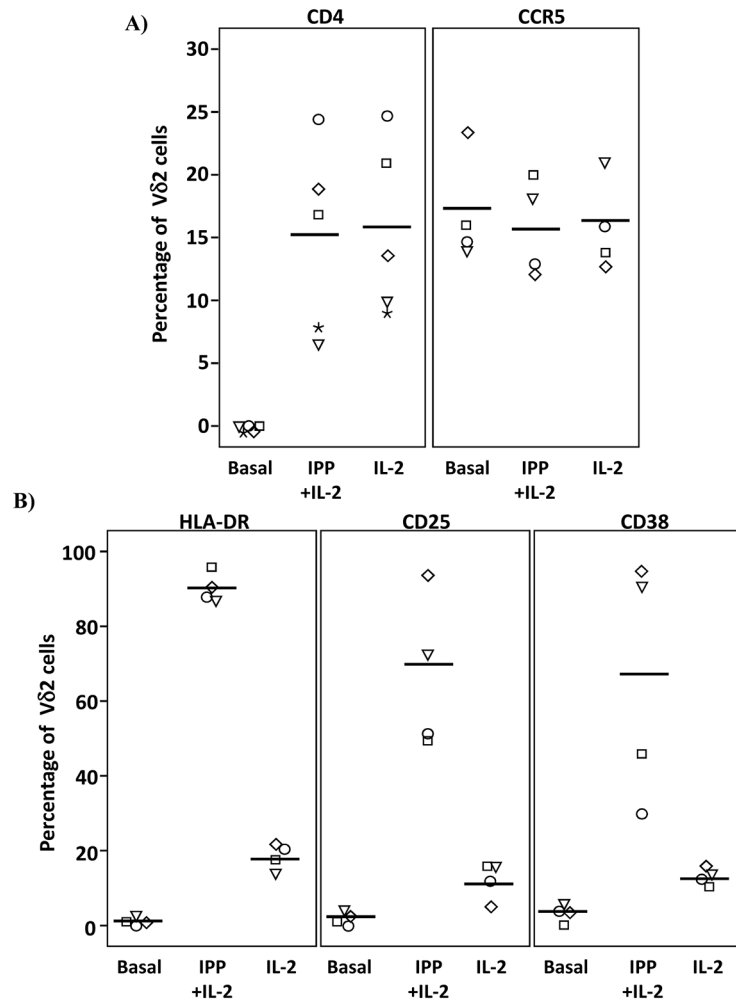 A)
CD4 CCR5
30
25
20
15
10
5
0
Percentage of Vδ2 cells
Basal IPP IL-2 Basal IPP IL-2
+IL-2 +IL-2
B)
HLA-DR CD25 CD38
100
80
60
40
20
0
Percentage of Vδ2 cells
Basal IPP IL-2 Basal IPP IL-2 Basal IPP IL-2
+IL-2 +IL-2 +IL-2